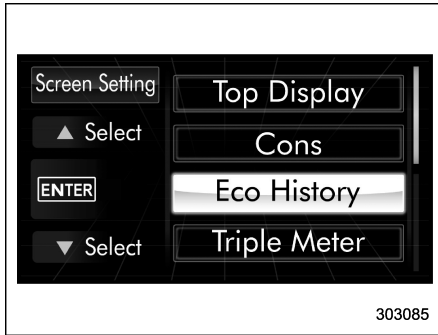 Screen Setting
▲ Select
ENTER
▼ Select
Top Display
Cons
Eco History
Triple Meter
303085